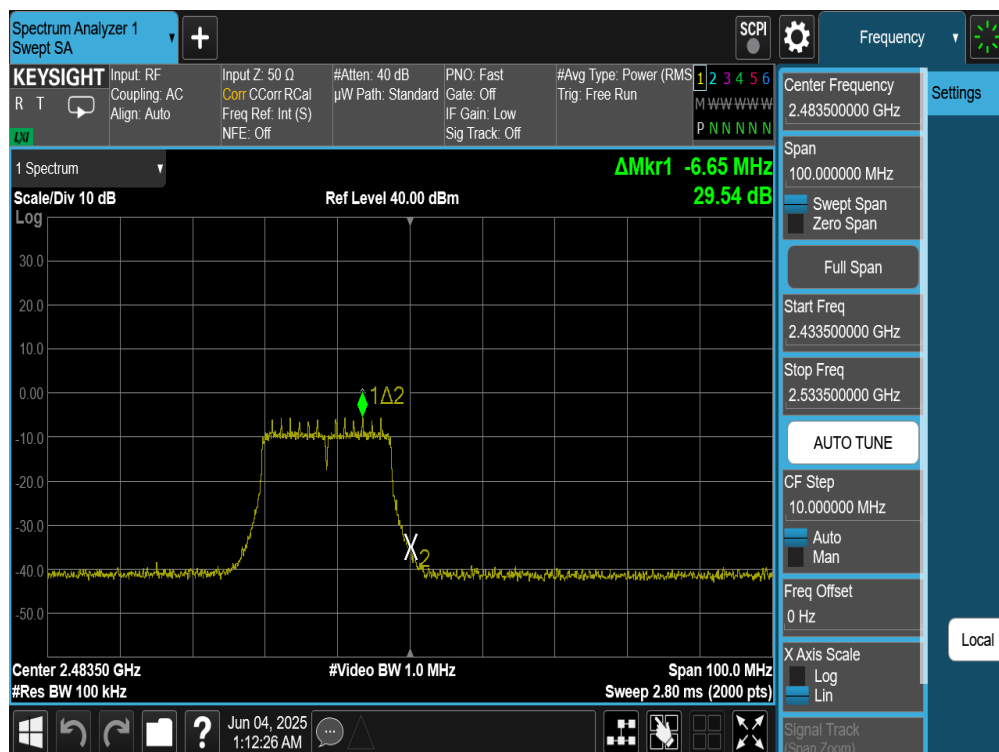 Spectrum Analyzer 1
Swept SA
+
SCPI
Frequency
KEYSIGHT
R T
LXI
Input: RF
Coupling: AC
Align: Auto
Input Z: 50 Ω
Corr CCorr RCal
Freq Ref: Int (S)
NFE: Off
#Atten: 40 dB
µW Path: Standard
PNO: Fast
Gate: Off
IF Gain: Low
Sig Track: Off
#Avg Type: Power (RMS
Trig: Free Run
1 2 3 4 5 6
M W W W W W
P N N N N N
1 Spectrum
ΔMkr1 -6.65 MHz
29.54 dB
Scale/Div 10 dB
Ref Level 40.00 dBm
Log
30.0
20.0
10.0
0.00
-10.0
-20.0
-30.0
-40.0
-50.0
1Δ2
2
Center 2.48350 GHz
#Video BW 1.0 MHz
Span 100.0 MHz
#Res BW 100 kHz
Sweep 2.80 ms (2000 pts)
Center Frequency
2.483500000 GHz
Settings
Span
100.000000 MHz
Swept Span
Zero Span
Full Span
Start Freq
2.433500000 GHz
Stop Freq
2.533500000 GHz
AUTO TUNE
CF Step
10.000000 MHz
Auto
Man
Freq Offset
0 Hz
Local
X Axis Scale
Log
Lin
Signal Track
(Span Zoom)
?
Jun 04, 2025
1:12:26 AM